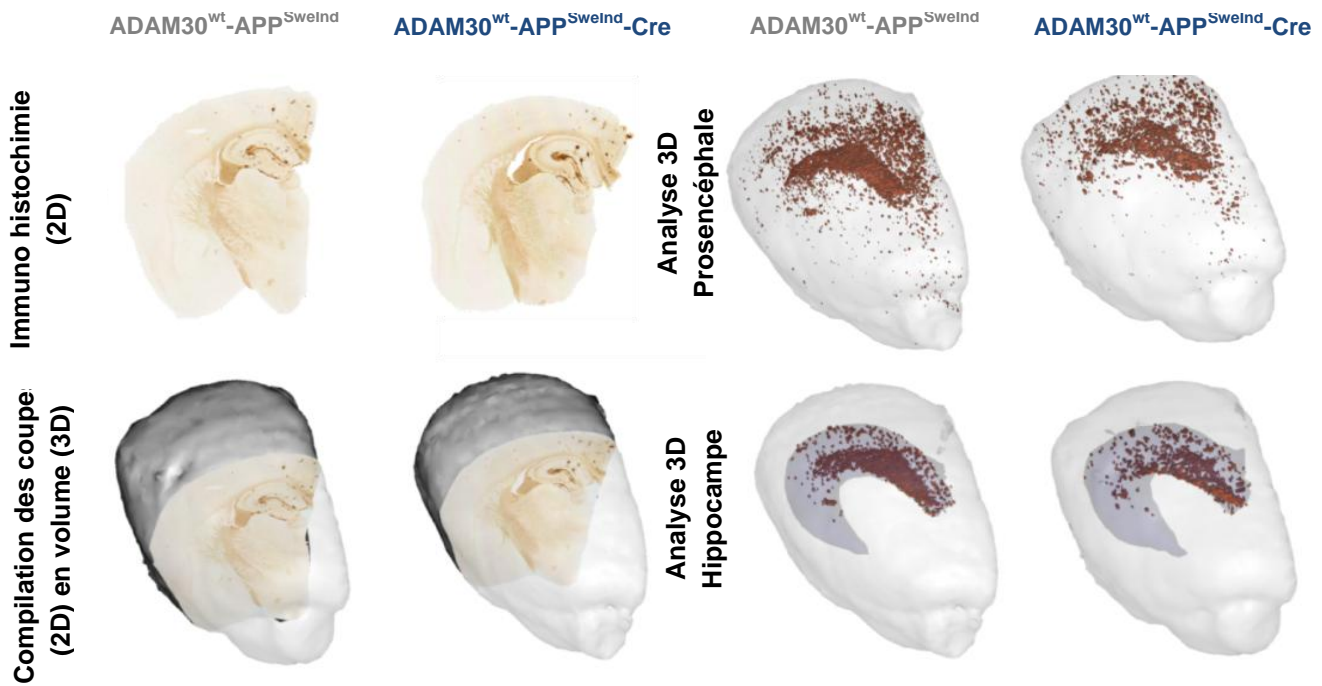 ADAM30wt-APPSweInd
ADAM30wt-APPSweInd-Cre
ADAM30wt-APPSweInd
ADAM30wt-APPSweInd-Cre
Immuno histochimie
(2D)
Analyse 3D
Prosencéphale
Compilation des coupe
(2D) en volume (3D)
Analyse 3D
Hippocampe